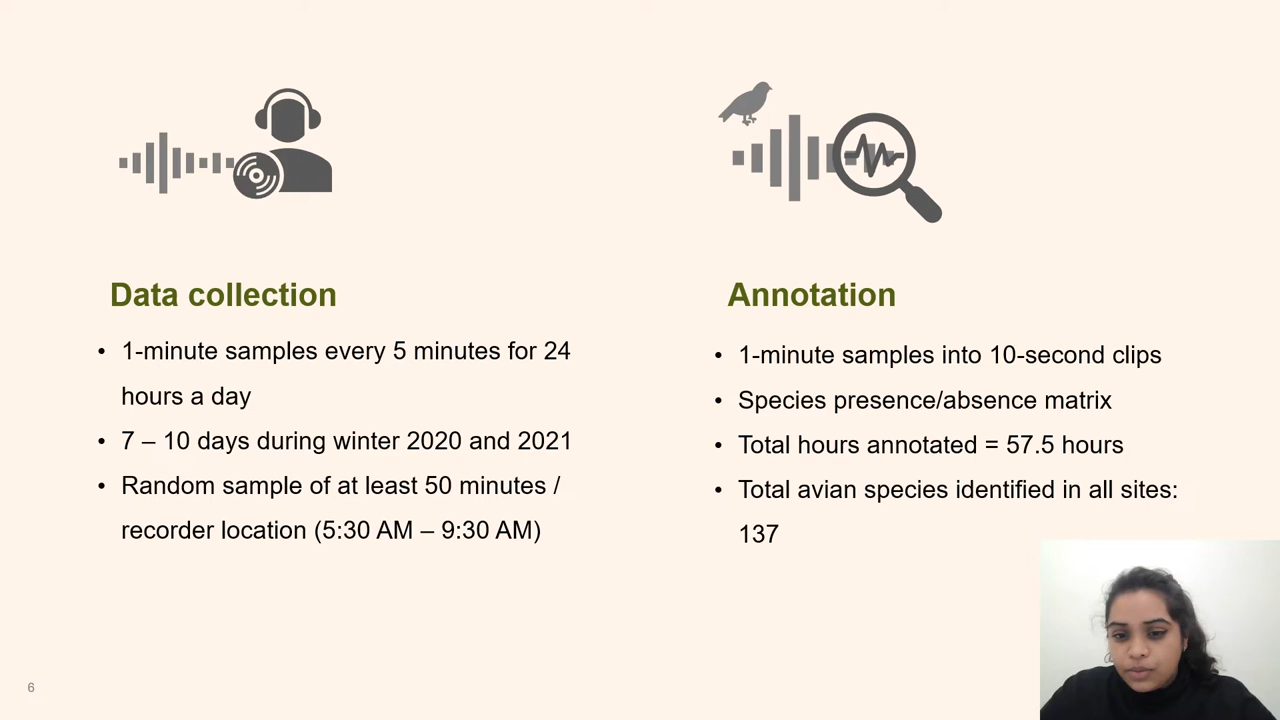 Data collection
• 1-minute samples every 5 minutes for 24
hours a day
• 7 – 10 days during winter 2020 and 2021
• Random sample of at least 50 minutes /
recorder location (5:30 AM – 9:30 AM)
Annotation
• 1-minute samples into 10-second clips
• Species presence/absence matrix
• Total hours annotated = 57.5 hours
• Total avian species identified in all sites:
137
6